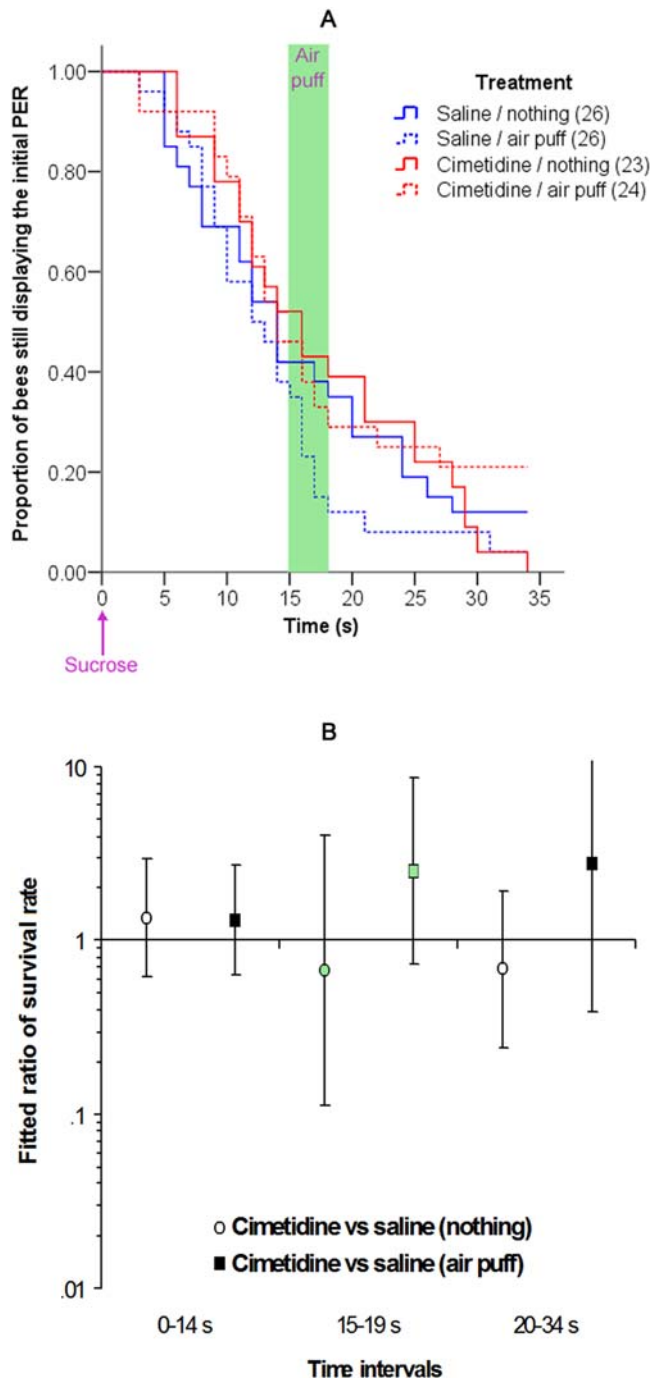 A
Proportion of bees still displaying the initial PER
1.00
0.80
0.60
0.40
0.20
0.00
Air
puff
Treatment
Saline / nothing (26)
Saline / air puff (26)
Cimetidine / nothing (23)
Cimetidine / air puff (24)
0 5 10 15 20 25 30 35
Time (s)
Sucrose
B
Fitted ratio of survival rate
10
1
.1
.01
Cimetidine vs saline (nothing)
Cimetidine vs saline (air puff)
0-14 s 15-19 s 20-34 s
Time intervals